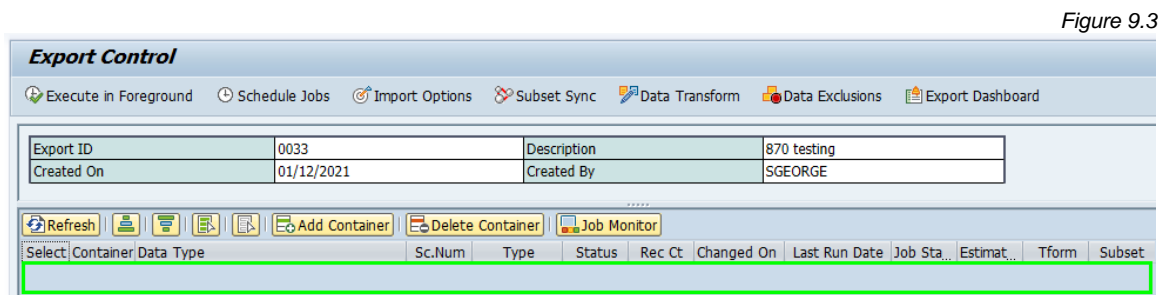 Figure 9.3
Export Control
Execute in Foreground Schedule Jobs Import Options Subset Sync Data Transform Data Exclusions Export Dashboard
Export ID 0033 Description 870 testing
Created On 01/12/2021 Created By SGEORGE
Refresh Add Container Delete Container Job Monitor
Select Container Data Type Sc.Num Type Status Rec Ct Changed On Last Run Date Job Sta... Estimat... Tform Subset